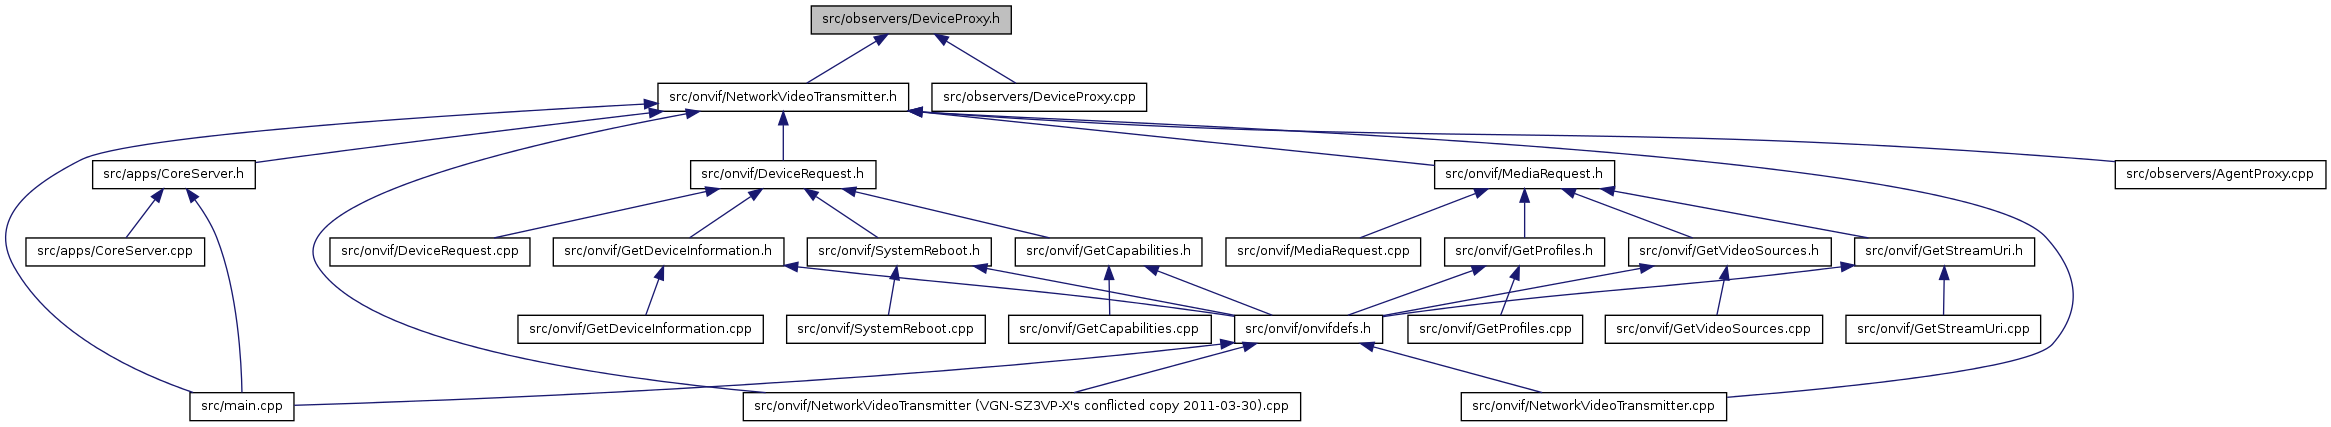 src/observers/DeviceProxy.h
src/onvif/NetworkVideoTransmitter.h
src/observers/DeviceProxy.cpp
src/apps/CoreServer.h
src/onvif/DeviceRequest.h
src/onvif/MediaRequest.h
src/observers/AgentProxy.cpp
src/apps/CoreServer.cpp
src/onvif/DeviceRequest.cpp
src/onvif/GetDeviceInformation.h
src/onvif/SystemReboot.h
src/onvif/GetCapabilities.h
src/onvif/MediaRequest.cpp
src/onvif/GetProfiles.h
src/onvif/GetVideoSources.h
src/onvif/GetStreamUri.h
src/onvif/GetDeviceInformation.cpp
src/onvif/SystemReboot.cpp
src/onvif/GetCapabilities.cpp
src/onvif/onvifdefs.h
src/onvif/GetProfiles.cpp
src/onvif/GetVideoSources.cpp
src/onvif/GetStreamUri.cpp
src/main.cpp
src/onvif/NetworkVideoTransmitter (VGN-SZ3VP-X's conflicted copy 2011-03-30).cpp
src/onvif/NetworkVideoTransmitter.cpp